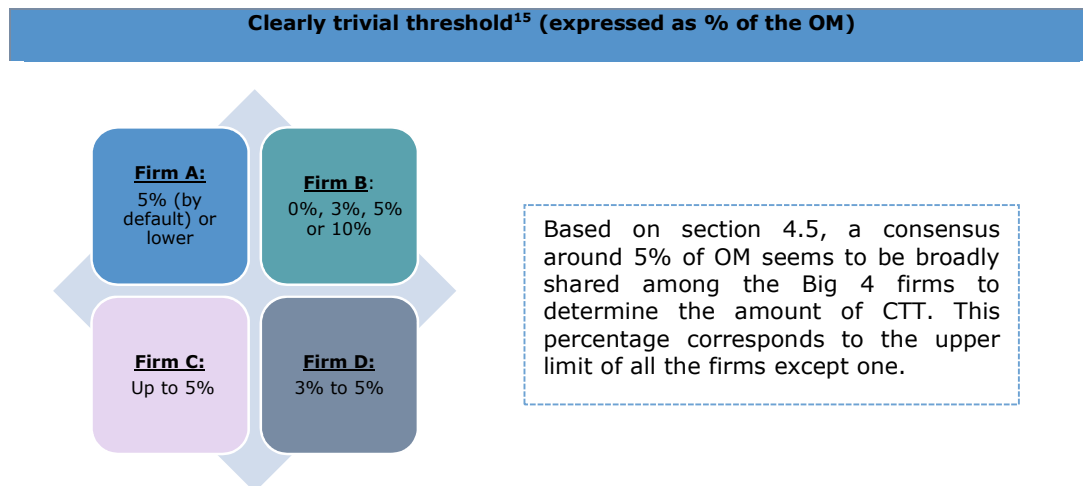 Clearly trivial threshold15 (expressed as % of the OM)
Firm A:
5% (by
default) or
lower
Firm B:
0%, 3%, 5%
or 10%
Firm C:
Up to 5%
Firm D:
3% to 5%
Based on section 4.5, a consensus
around 5% of OM seems to be broadly
shared among the Big 4 firms to
determine the amount of CTT. This
percentage corresponds to the upper
limit of all the firms except one.